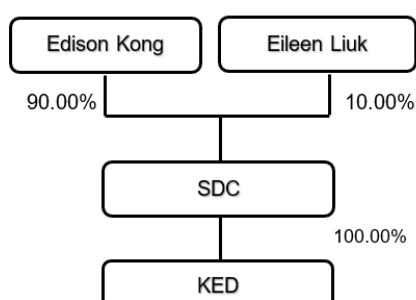 Edison Kong
Eileen Liuk
90.00%
10.00%
SDC
100.00%
KED